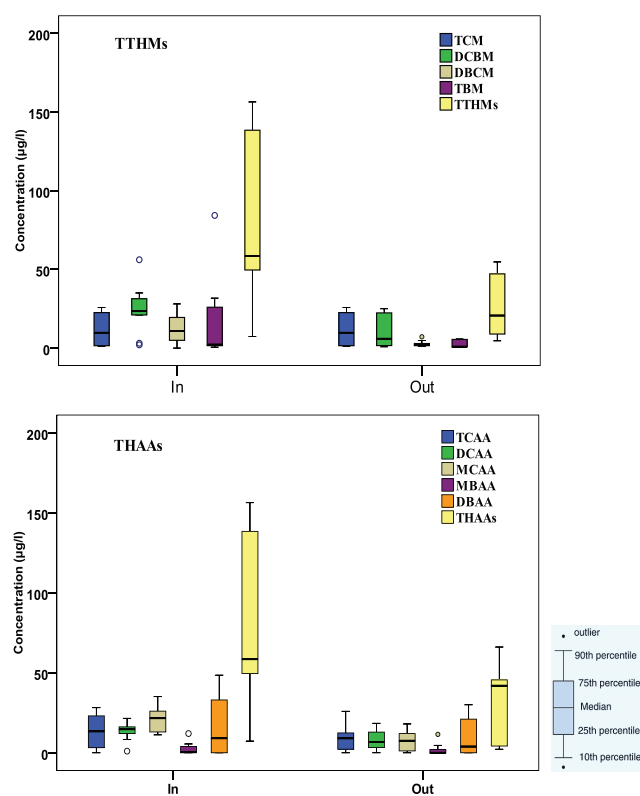 TTHMs
TCM
DCBM
DBCM
TBM
TTHMs
Concentration (µg/l)
200
150
100
50
0
In
Out
THAAs
TCAA
DCAA
MCAA
MBAA
DBAA
THAAs
Concentration (µg/l)
200
150
100
50
0
In
Out
outlier
90th percentile
75th percentile
Median
25th percentile
10th percentile